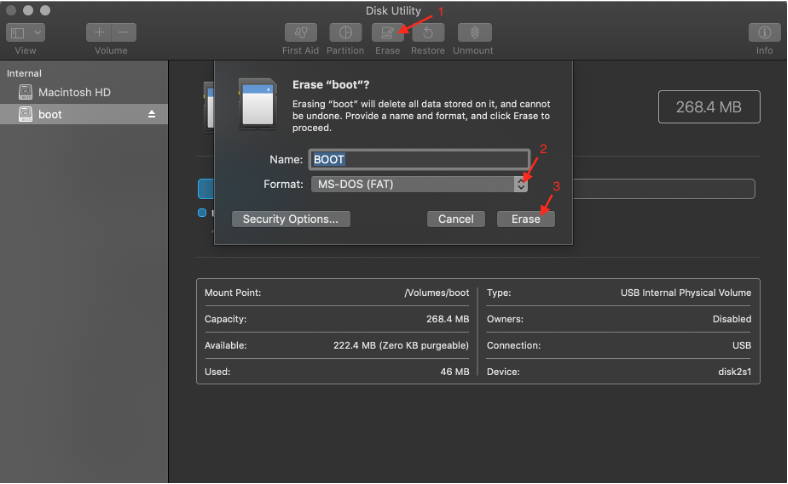 Disk Utility
1
View
Volume
First Aid
Partition
Erase
Restore
Unmount
Info
Internal
Macintosh HD
boot
268.4 MB
Erase “boot”?
Erasing “boot” will delete all data stored on it, and cannot
be undone. Provide a name and format, and click Erase to
proceed.
Name:
BOOT
2
Format:
MS-DOS (FAT)
3
Security Options...
Cancel
Erase
Mount Point:
/Volumes/boot
Type:
USB Internal Physical Volume
Capacity:
268.4 MB
Owners:
Disabled
Available:
222.4 MB (Zero KB purgeable)
Connection:
USB
Used:
46 MB
Device:
disk2s1